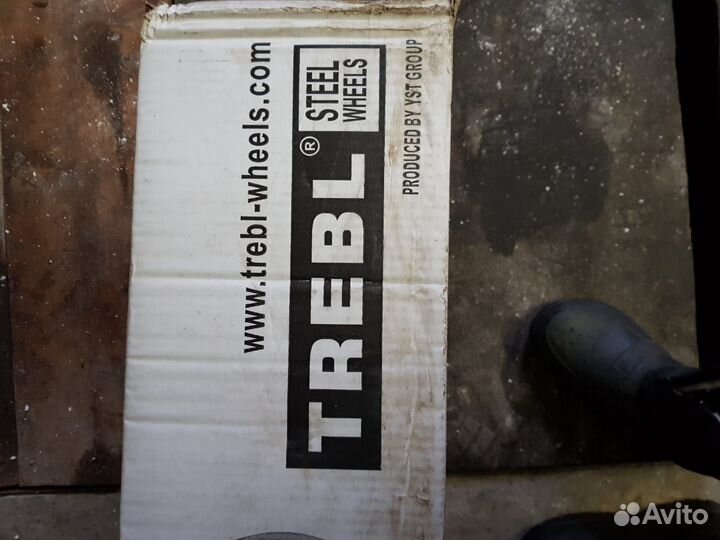 www.trebl-wheels.com
TREBL® STEEL
WHEELS
PRODUCED BY YST GROUP
Avito